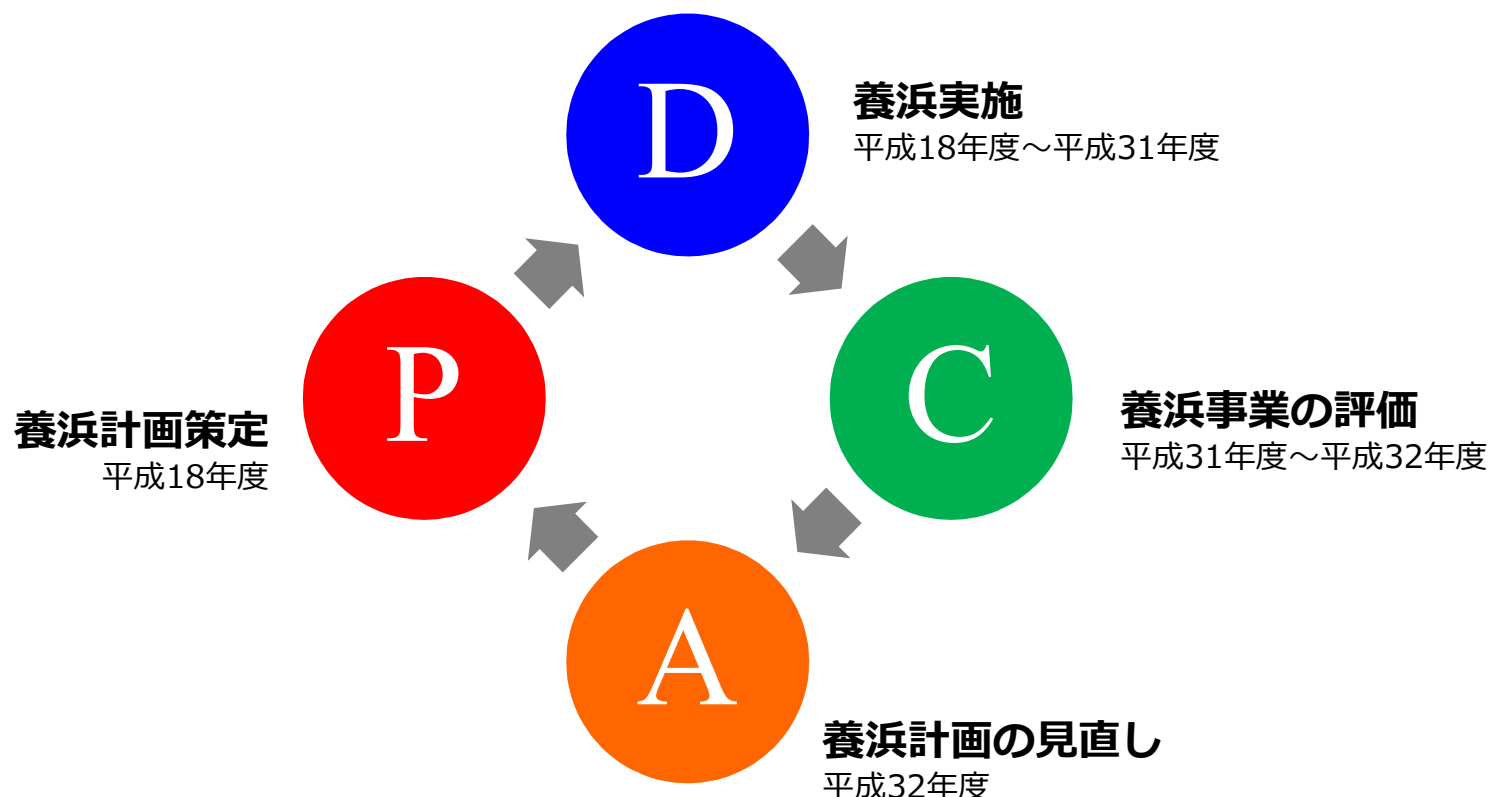 D
養浜実施
平成18年度～平成31年度
P
養浜計画策定
平成18年度
C
養浜事業の評価
平成31年度～平成32年度
A
養浜計画の見直し
平成32年度